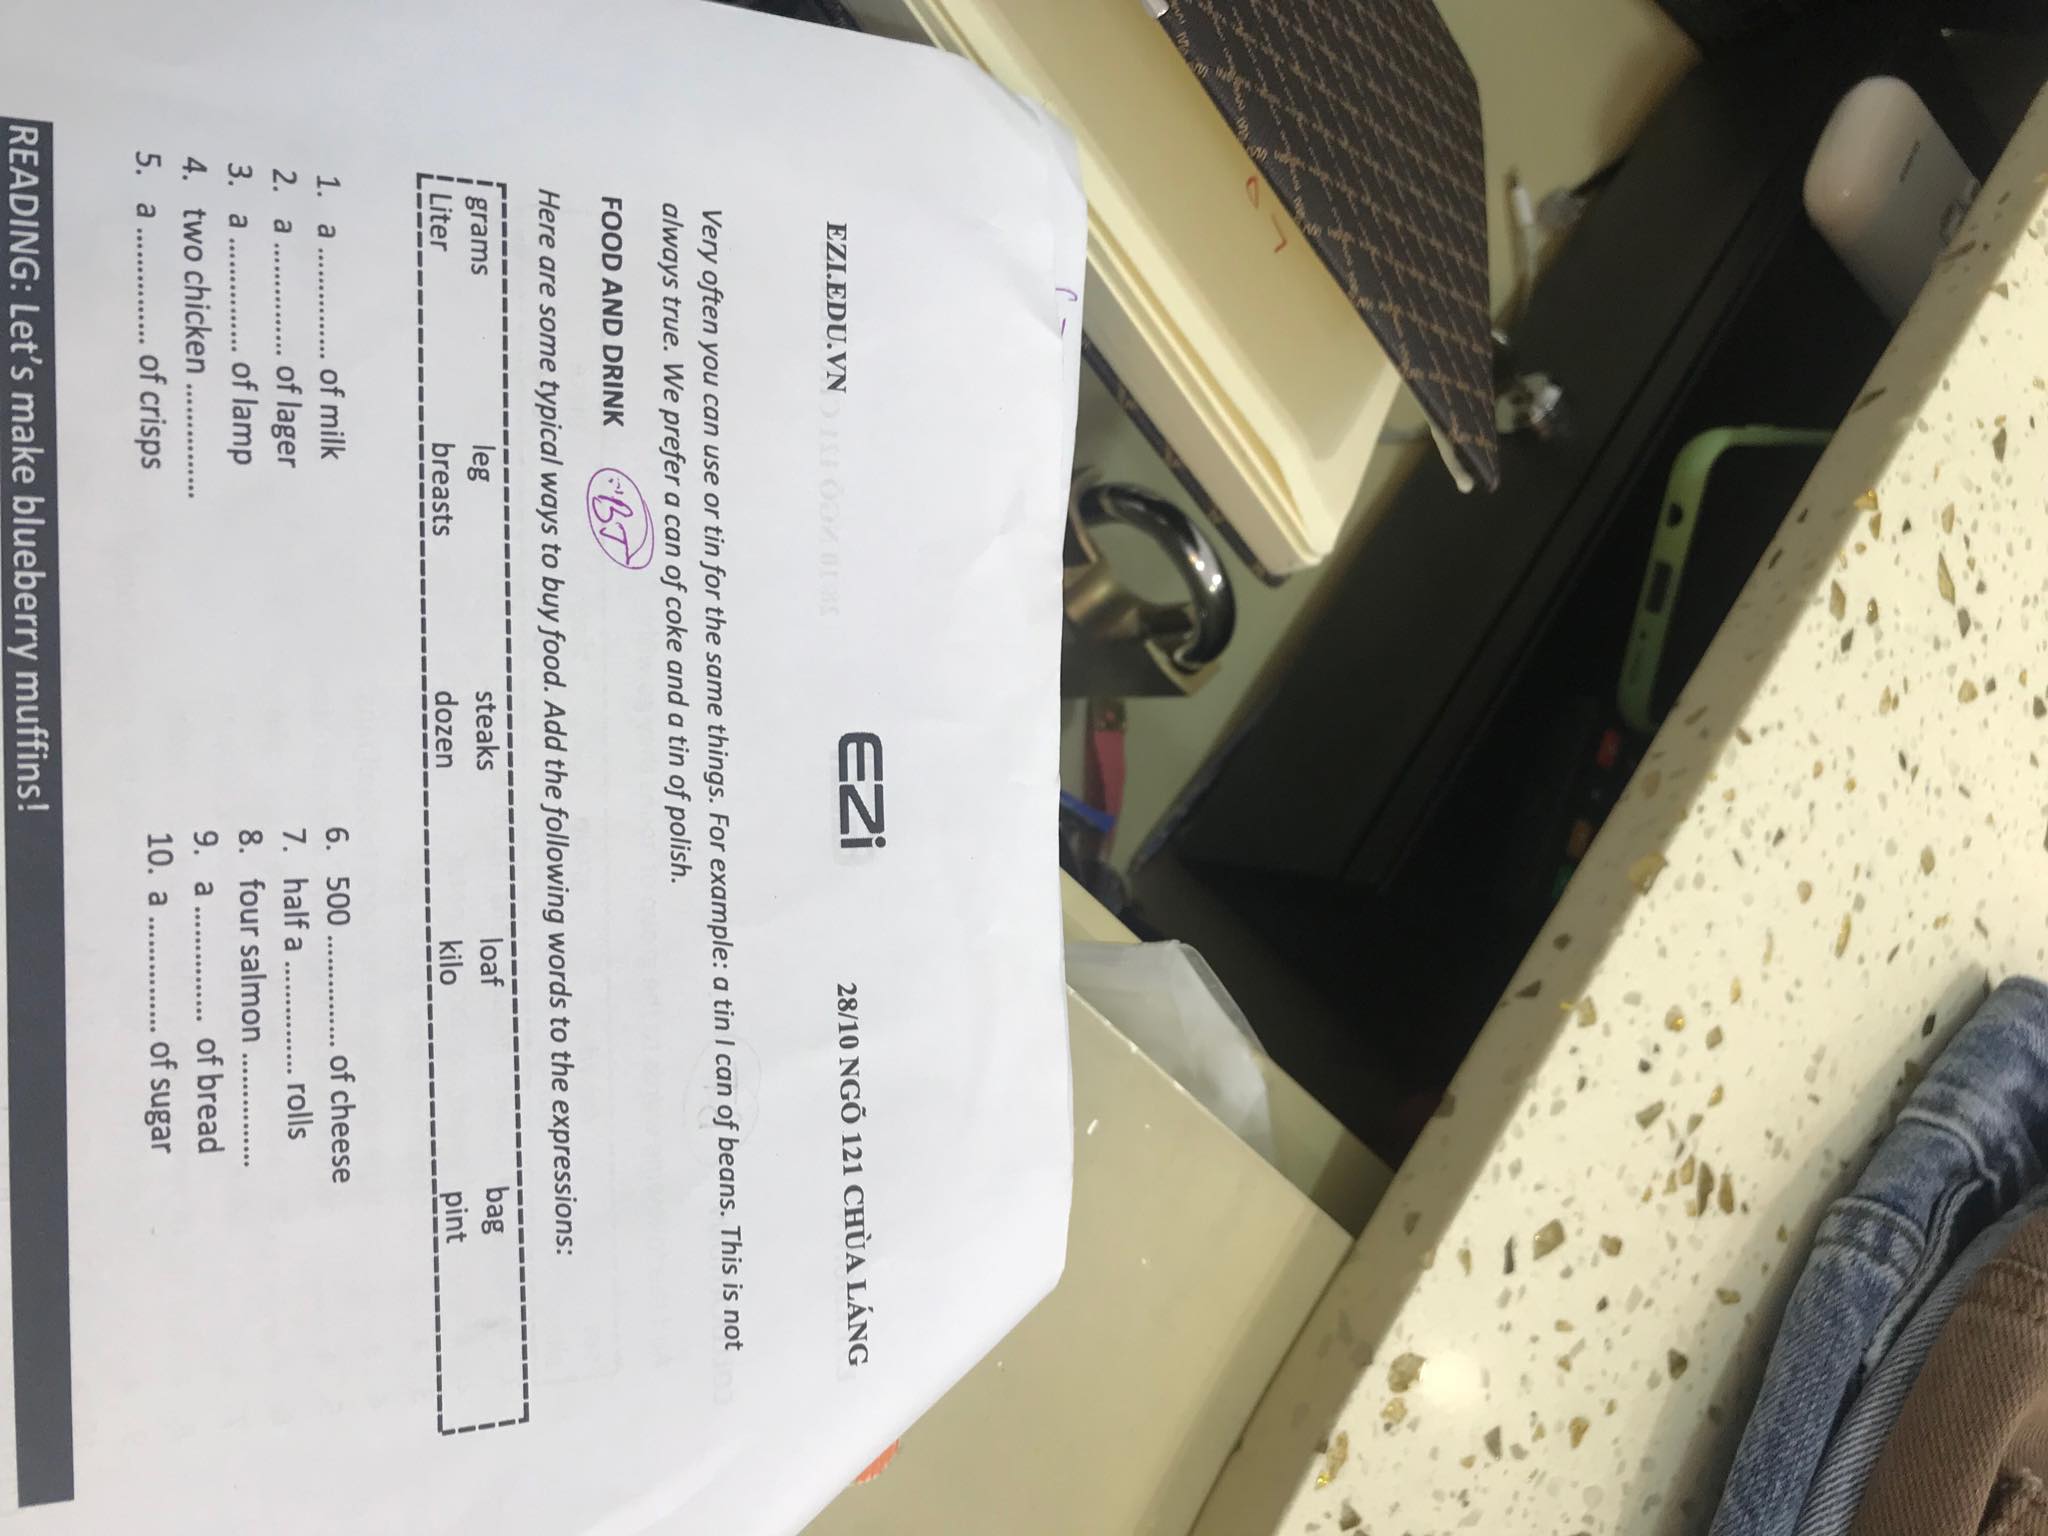 EZI.EDU.VN EZi 28/10 NGÕ 121 CHÙA LÁNG
Very often you can use or tin for the same things. For example: a tin I can of beans. This is not
always true. We prefer a can of coke and a tin of polish.
FOOD AND DRINK BT
Here are some typical ways to buy food. Add the following words to the expressions:
grams leg steaks loaf bag
Liter breasts dozen kilo pint
1. a ............... of milk
2. a ............... of lager
3. a ............... of lamp
4. two chicken ...............
5. a ............... of crisps
6. 500 ............... of cheese
7. half a ............... rolls
8. four salmon ...............
9. a ............... of bread
10. a ............... of sugar
READING: Let's make blueberry muffins!